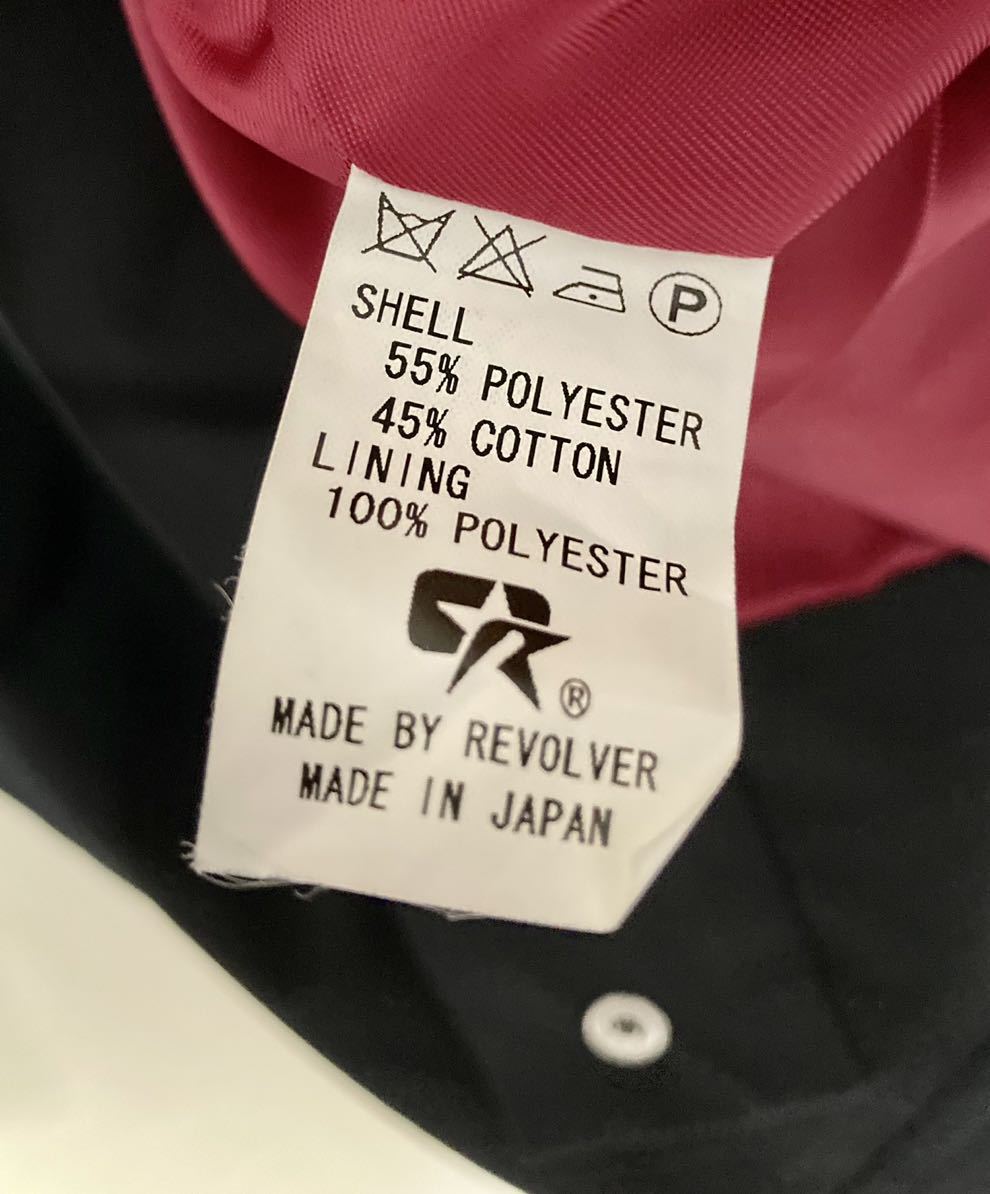 P
SHELL
55% POLYESTER
45% COTTON
LINING
100% POLYESTER
R®
MADE BY REVOLVER
MADE IN JAPAN